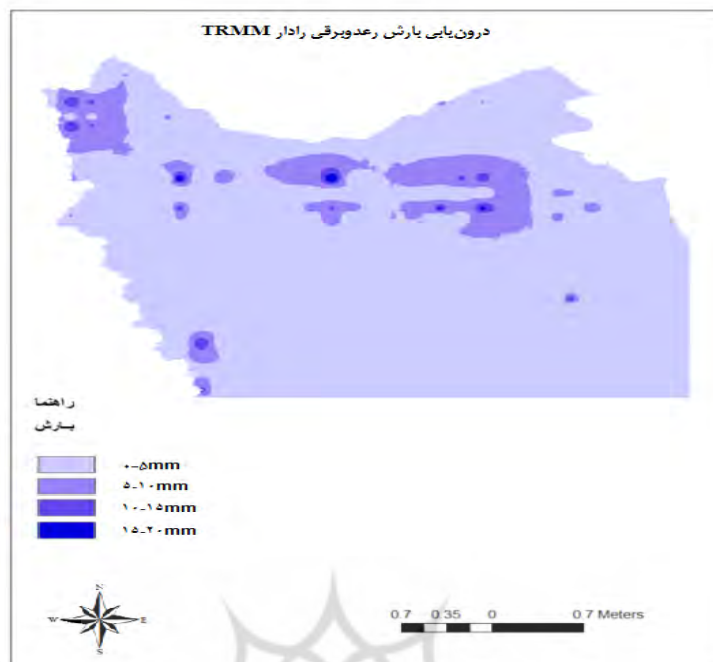 درون‌یابی بارش رعدوبرقی رادار TRMM
راهنما
بارش
۰-۵mm
۵-۱۰mm
۱۰-۱۵mm
۱۵-۲۰mm
N
W E
S
0.7 0.35 0 0.7 Meters